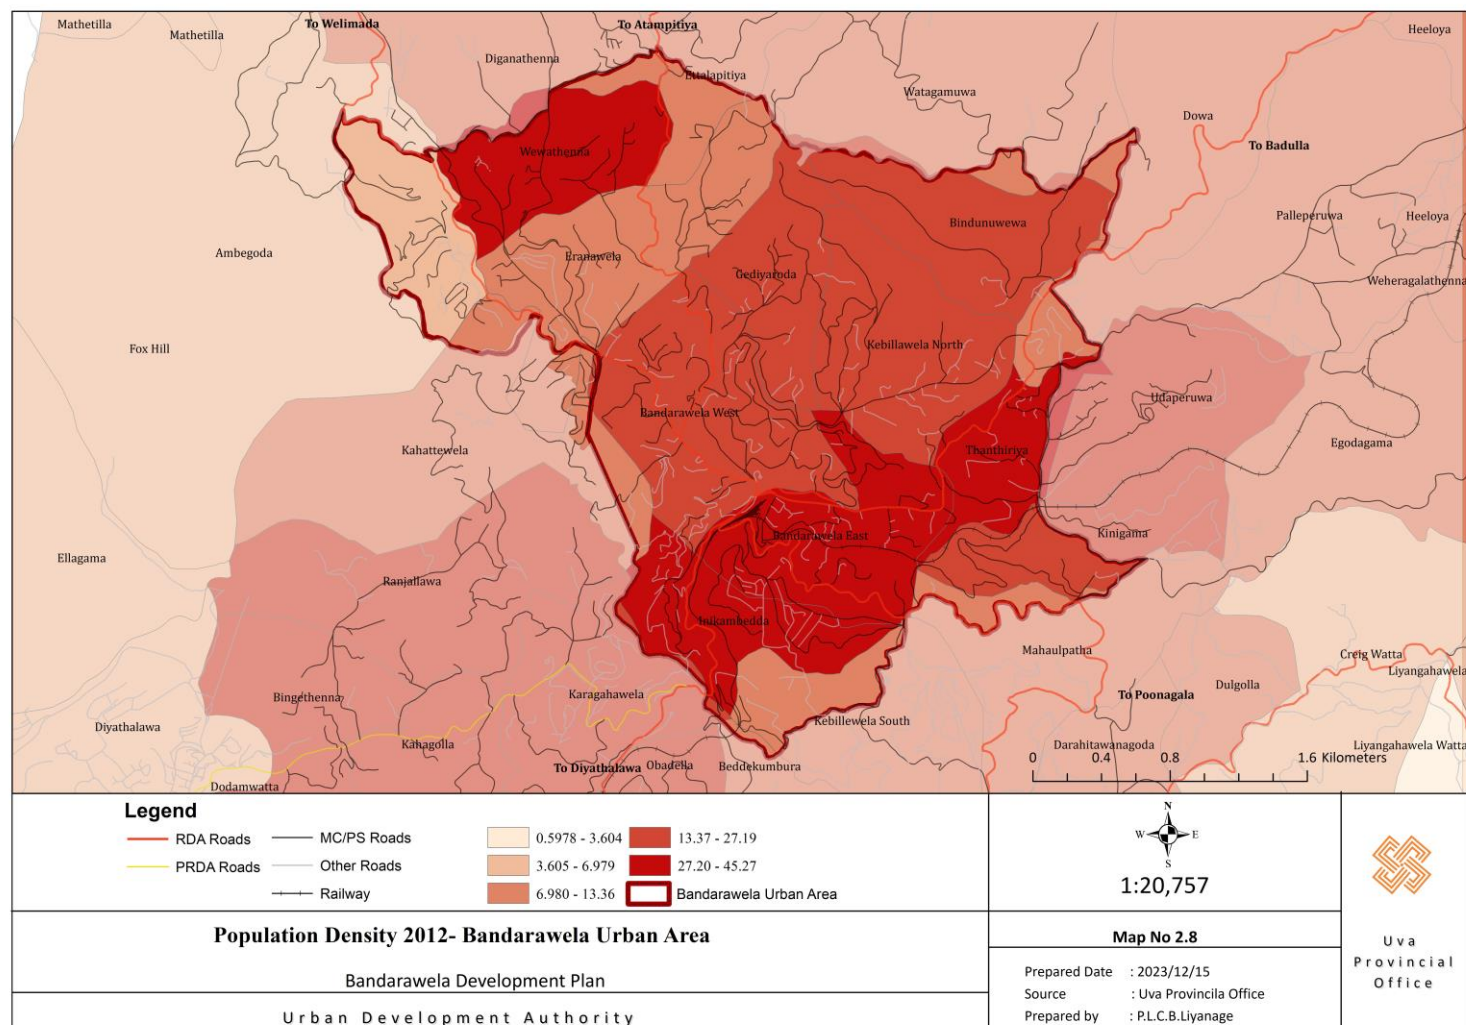 Mathetilla
Mathetilla
To Welimada
Diganathenna
To Atampitiya
Ettalapitiya
Watagamuwa
Heeloya
Dowa
To Badulla
Wewathenna
Palleperuwa
Heeloya
Bindunuwewa
Ambegoda
Eranawela
Gediyaroda
Weheragalathenna
Fox Hill
Kebillawela North
Udaperuwa
Bandarawela West
Egodagama
Kahattewela
Thanthiriya
Bandarawela East
Kinigama
Ellagama
Ranjallawa
Inikambedda
Mahaulpatha
Creig Watta
Liyangahawela
Bingethenna
Karagahawela
To Poonagala
Dulgolla
Diyathalawa
Kebillewela South
Kahagolla
Darahitawanagoda
Liyangahawela Watta
To Diyathalawa
Obadella
Beddekumbura
Dodamwatta
0 0.4 0.8 1.6 Kilometers
Legend
RDA Roads
PRDA Roads
MC/PS Roads
Other Roads
Railway
0.5978 - 3.604
3.605 - 6.979
6.980 - 13.36
13.37 - 27.19
27.20 - 45.27
Bandarawela Urban Area
N
W E
S
1:20,757
Population Density 2012- Bandarawela Urban Area
Bandarawela Development Plan
Urban Development Authority
Map No 2.8
Prepared Date : 2023/12/15
Source : Uva Provincila Office
Prepared by : P.L.C.B.Liyanage
Uva
Provincial
Office